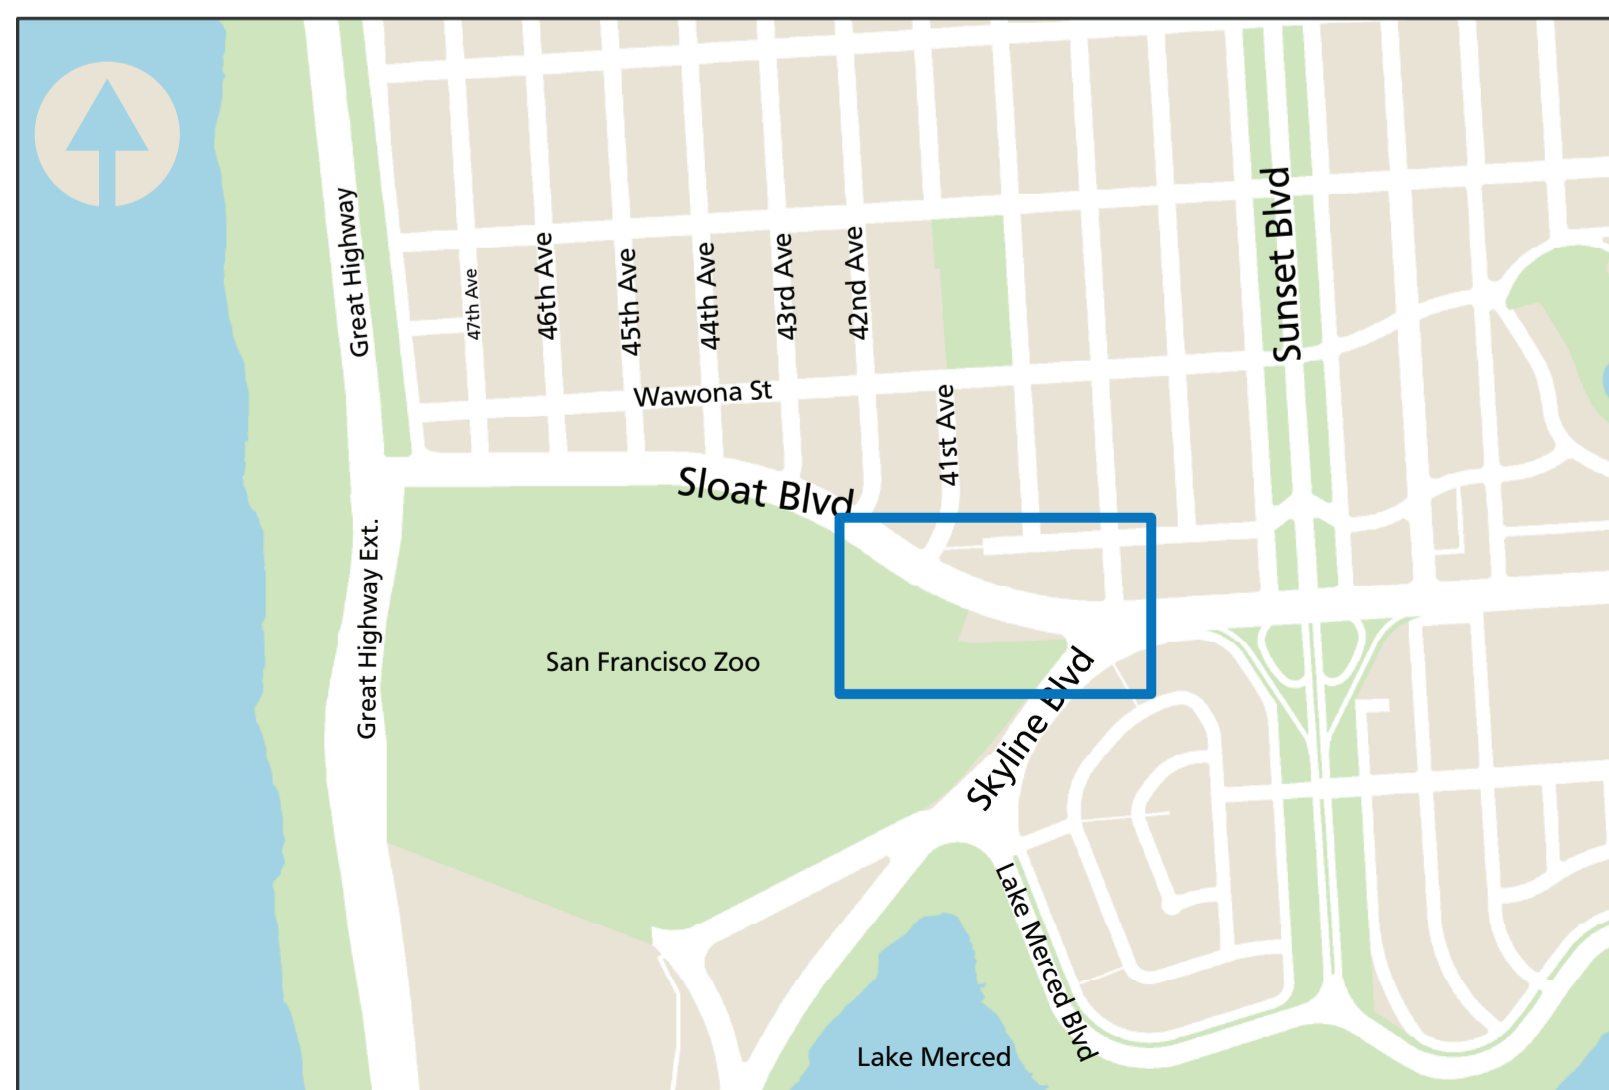 Sunset Blvd
Great Highway
47th Ave
46th Ave
45th Ave
44th Ave
43rd Ave
42nd Ave
Wawona St
41st Ave
Sloat Blvd
Great Highway Ext.
San Francisco Zoo
Skyline Blvd
Lake Merced Blvd
Lake Merced